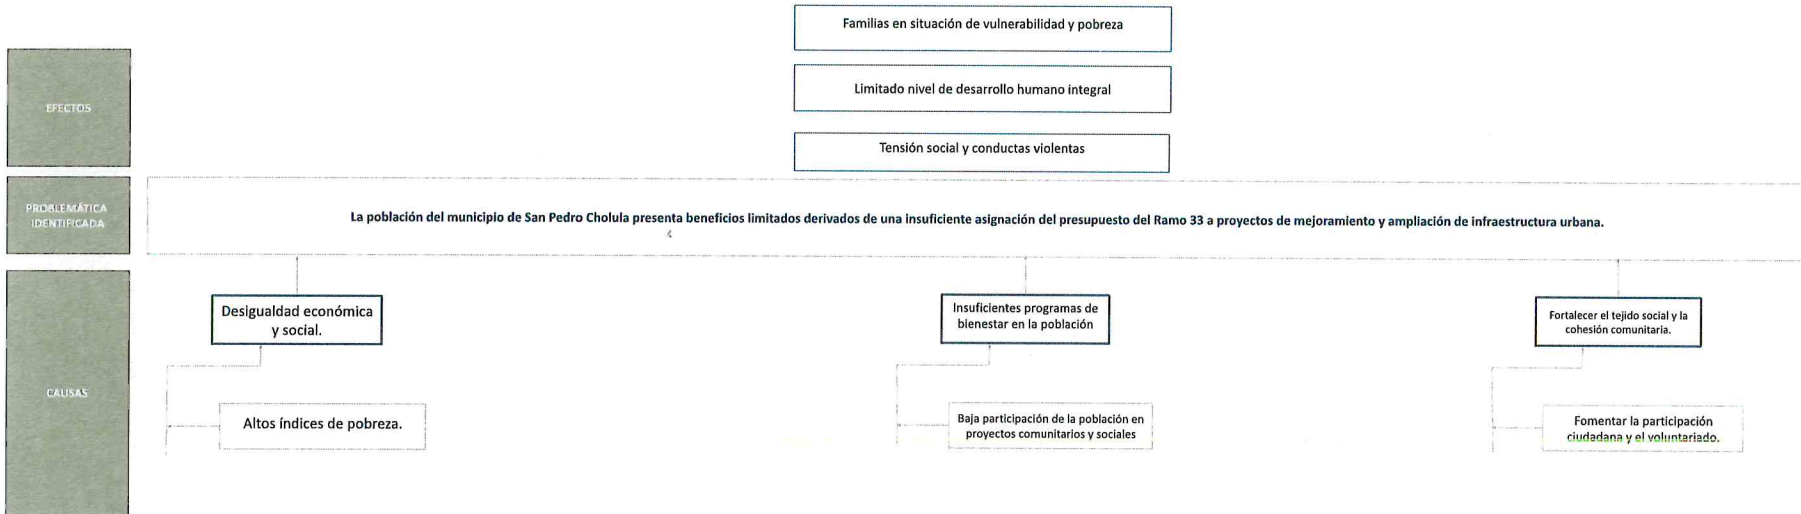 Familias en situación de vulnerabilidad y pobreza
EFECTOS
Limitado nivel de desarrollo humano integral
Tensión social y conductas violentas
PROBLEMÁTICA
IDENTIFICADA
La población del municipio de San Pedro Cholula presenta beneficios limitados derivados de una insuficiente asignación del presupuesto del Ramo 33 a proyectos de mejoramiento y ampliación de infraestructura urbana.
CAUSAS
Desigualdad económica
y social.
Insuficientes programas de
bienestar en la población
Fortalecer el tejido social y la
cohesión comunitaria.
Altos índices de pobreza.
Baja participación de la población en
proyectos comunitarios y sociales
Fomentar la participación
ciudadana y el voluntariado.